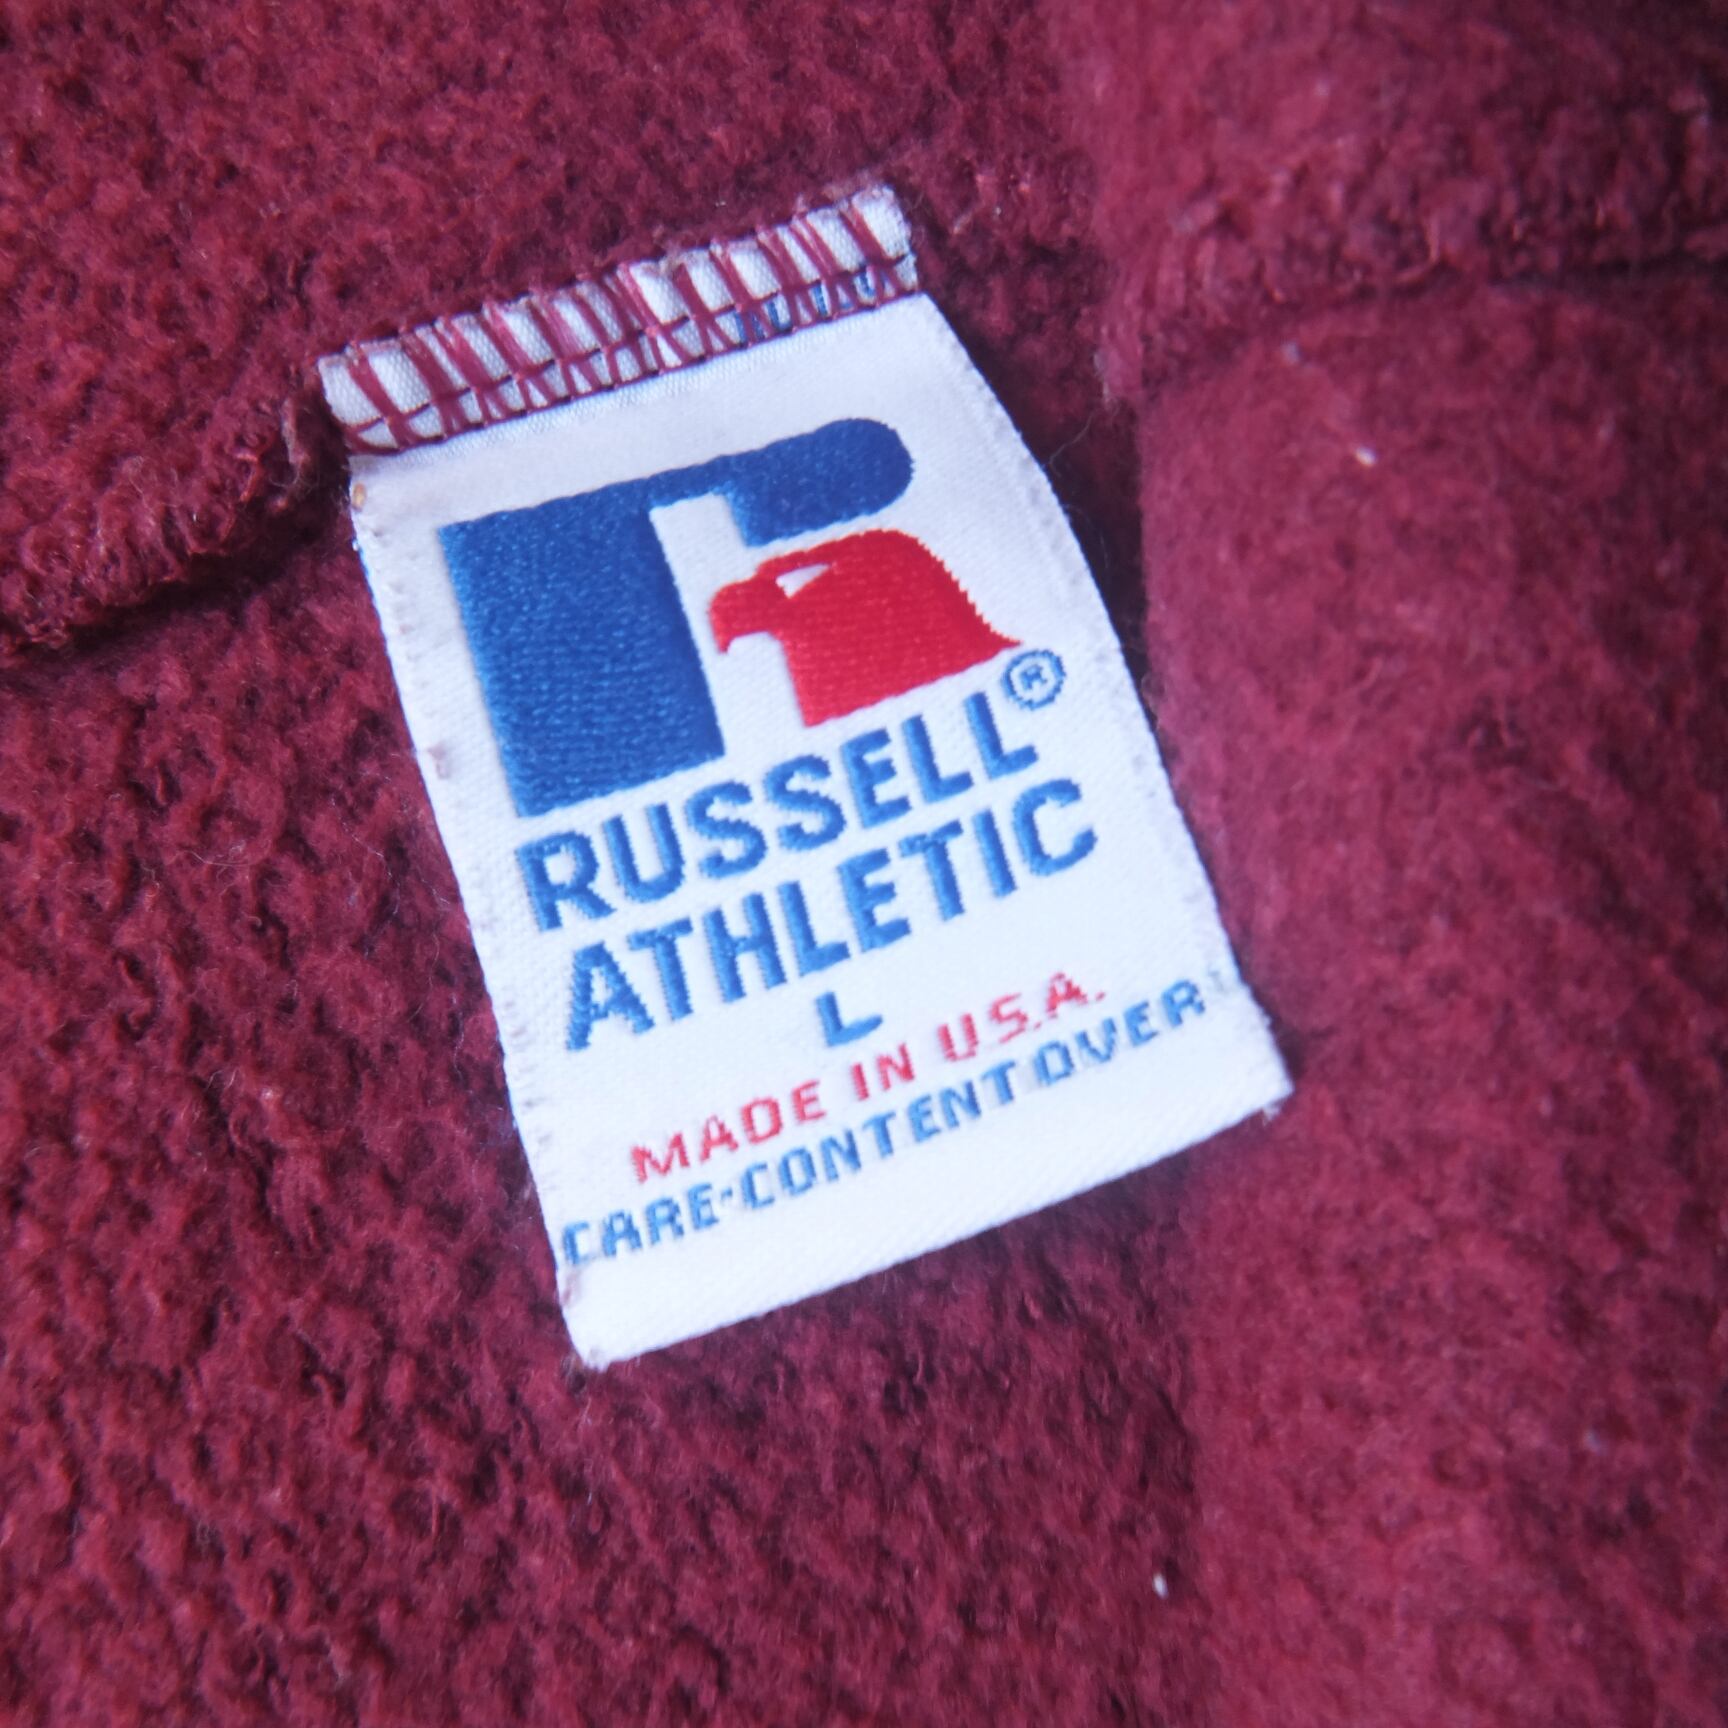 RUSSELL®
ATHLETIC
L
MADE IN U.S.A.
CARE-CONTENT OVER